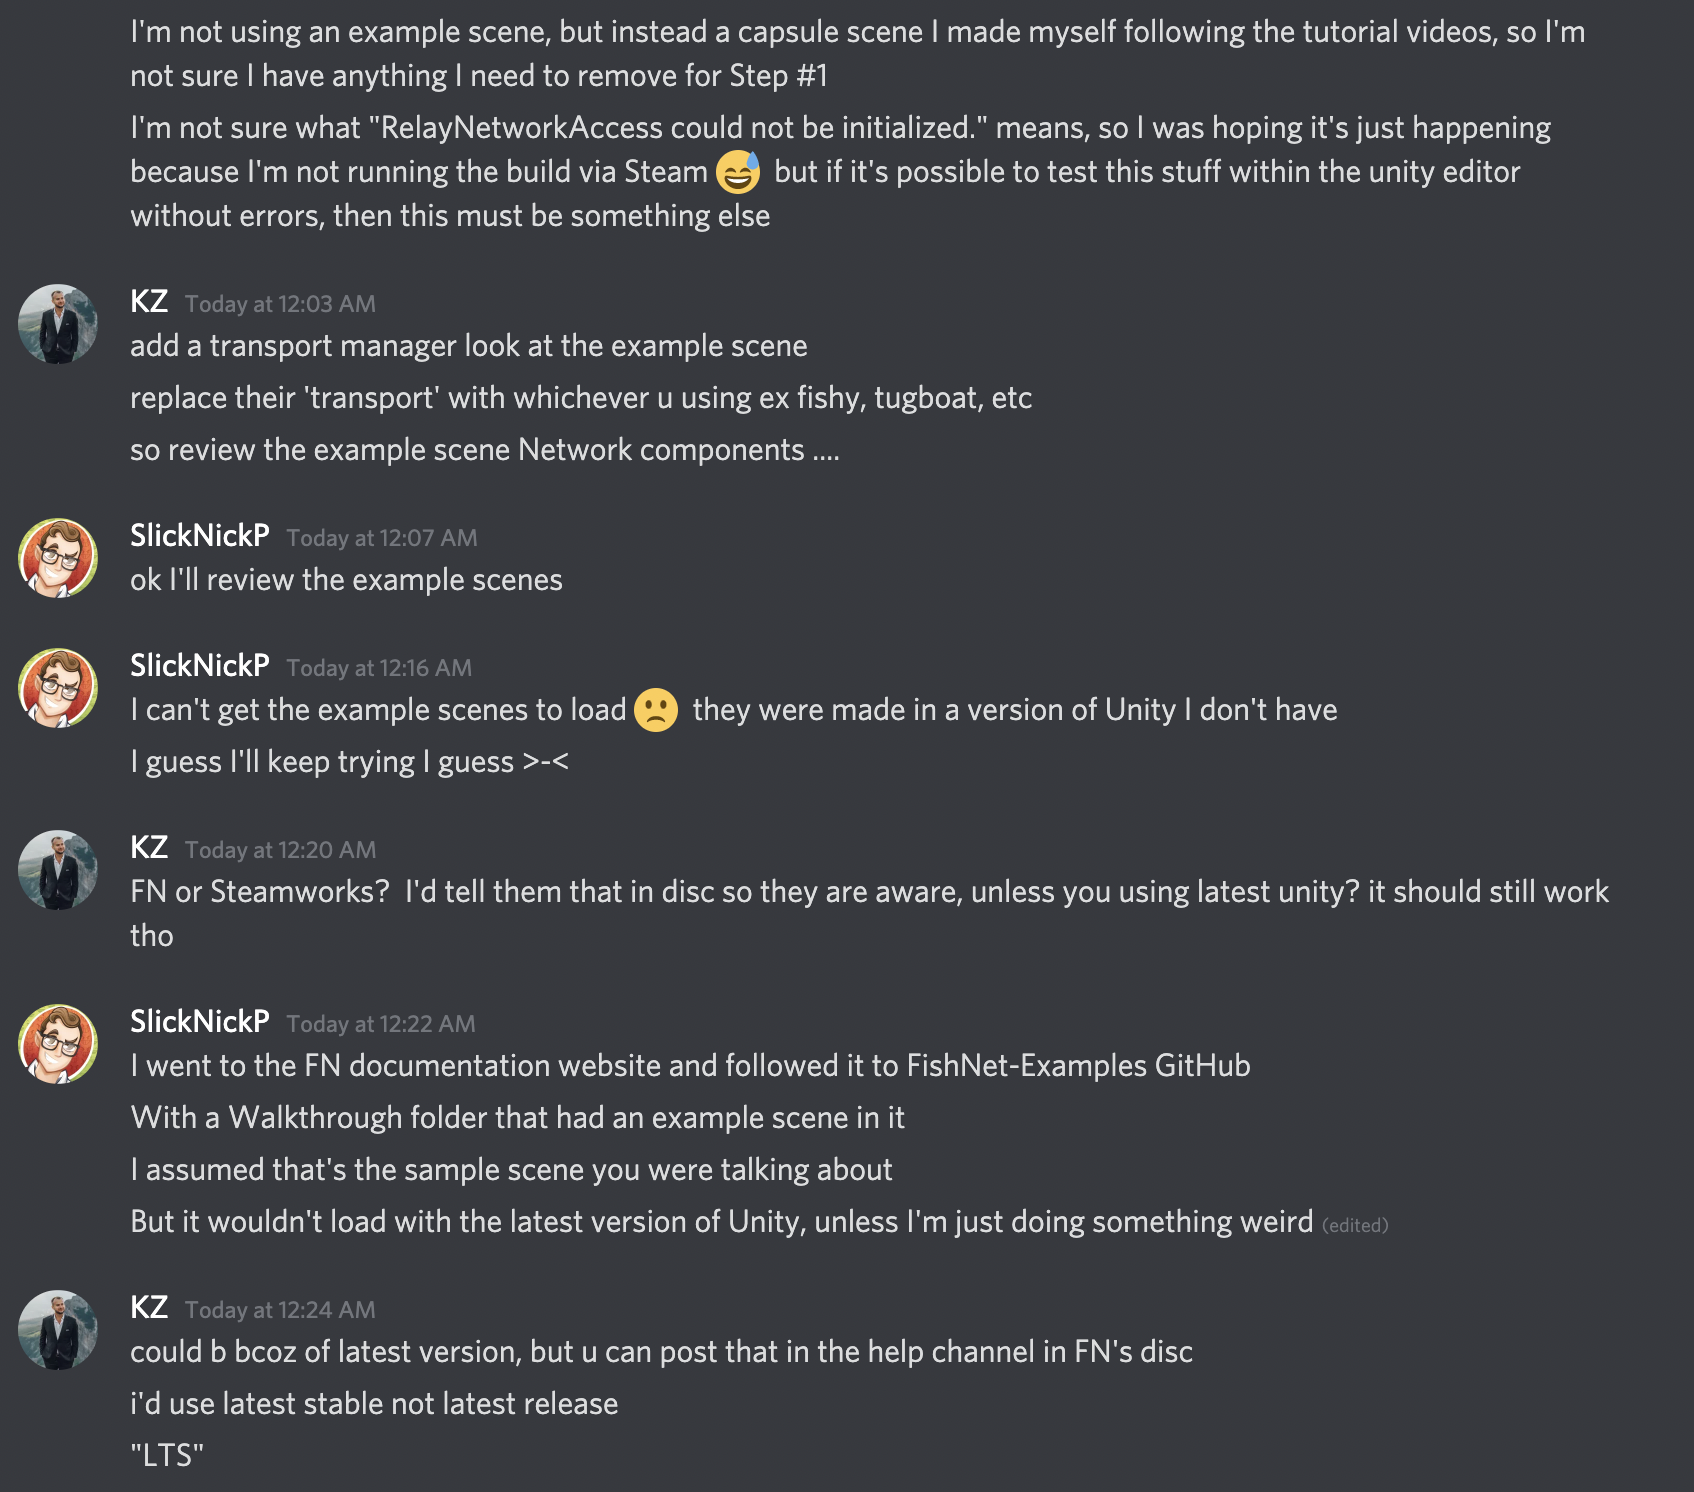 I'm not using an example scene, but instead a capsule scene I made myself following the tutorial videos, so I'm
not sure I have anything I need to remove for Step #1
I'm not sure what "RelayNetworkAccess could not be initialized." means, so I was hoping it's just happening
because I'm not running the build via Steam 😅 but if it's possible to test this stuff within the unity editor
without errors, then this must be something else
KZ Today at 12:03 AM
add a transport manager look at the example scene
replace their 'transport' with whichever u using ex fishy, tugboat, etc
so review the example scene Network components ....
SlickNickP Today at 12:07 AM
ok I'll review the example scenes
SlickNickP Today at 12:16 AM
I can't get the example scenes to load 🙁 they were made in a version of Unity I don't have
I guess I'll keep trying I guess >-<
KZ Today at 12:20 AM
FN or Steamworks? I'd tell them that in disc so they are aware, unless you using latest unity? it should still work
tho
SlickNickP Today at 12:22 AM
I went to the FN documentation website and followed it to FishNet-Examples GitHub
With a Walkthrough folder that had an example scene in it
I assumed that's the sample scene you were talking about
But it wouldn't load with the latest version of Unity, unless I'm just doing something weird (edited)
KZ Today at 12:24 AM
could b bcoz of latest version, but u can post that in the help channel in FN's disc
i'd use latest stable not latest release
"LTS"